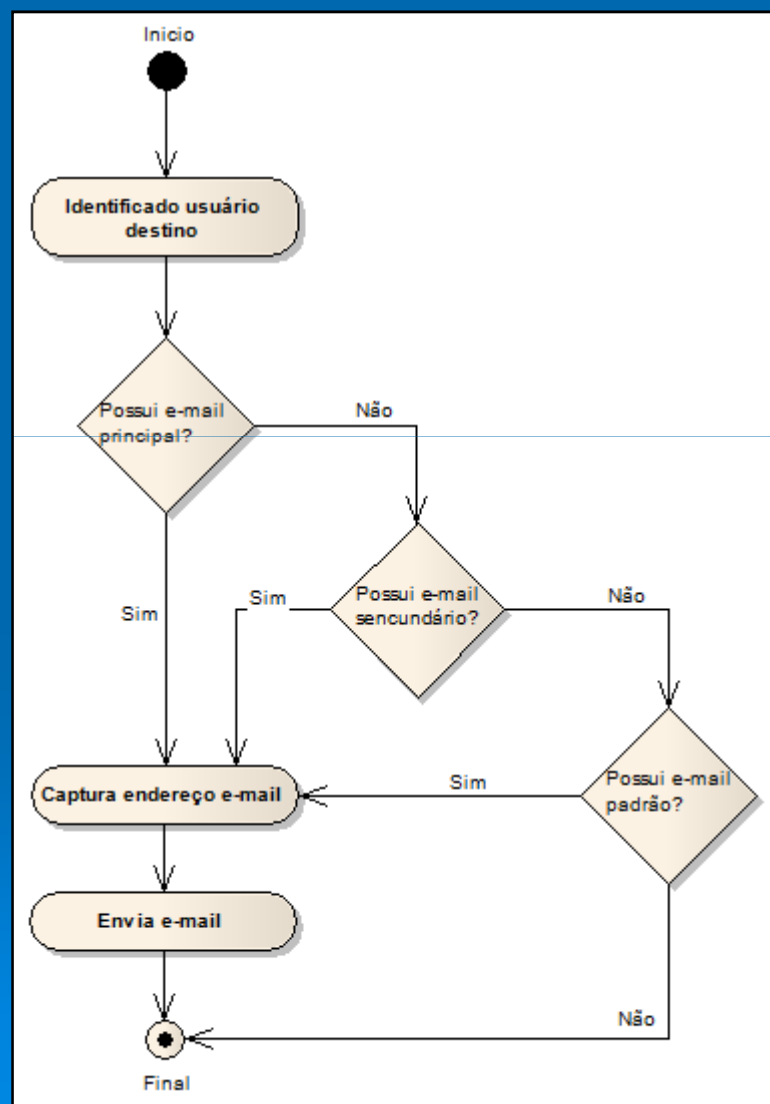 Inicio
Identificado usuário
destino
Possui e-mail
principal?
Não
Sim
Possui e-mail
sencundário?
Sim
Não
Possui e-mail
padrão?
Sim
Captura endereço e-mail
Envia e-mail
Não
Final